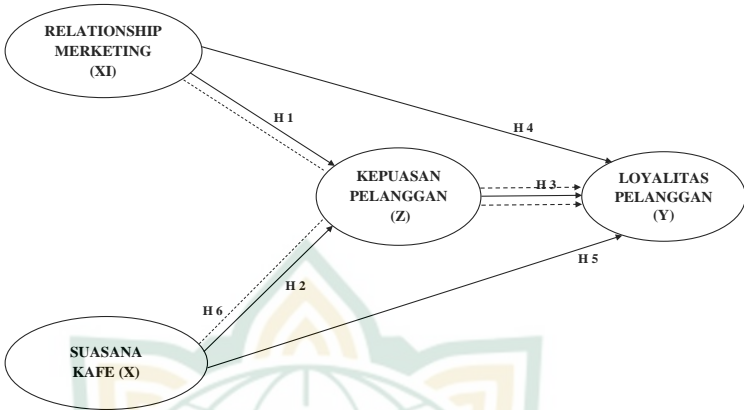 RELATIONSHIP
MERKETING
(XI)
H 1
H 4
KEPUASAN
PELANGGAN
(Z)
H 3
LOYALITAS
PELANGGAN
(Y)
H 5
H 6
H 2
SUASANA
KAFE (X)